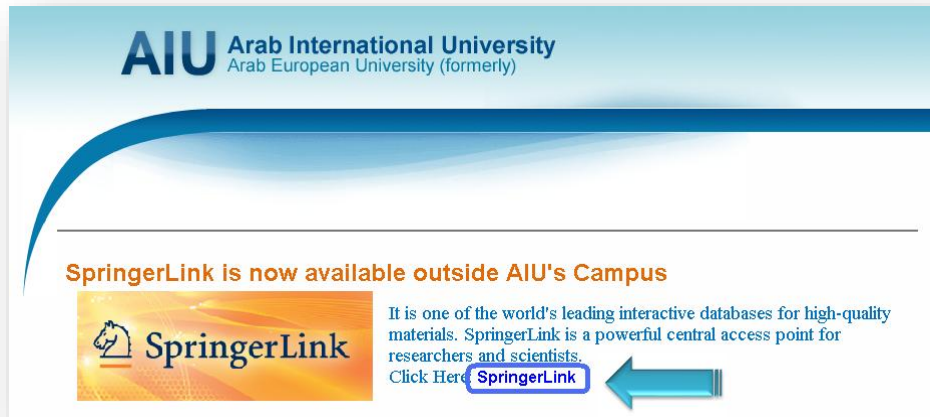 AIU Arab International University
Arab European University (formerly)
SpringerLink is now available outside AIU's Campus
SpringerLink
It is one of the world's leading interactive databases for high-quality
materials. SpringerLink is a powerful central access point for
researchers and scientists.
Click Here: SpringerLink